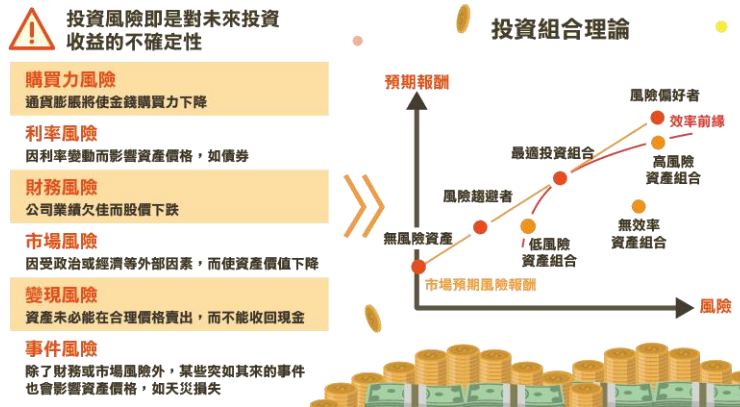 投資風險即是對未來投資
收益的不確定性
購買力風險
通貨膨脹將使金錢購買力下降
利率風險
因利率變動而影響資產價格，如債券
財務風險
公司業績欠佳而股價下跌
市場風險
因受政治或經濟等外部因素，而使資產價值下降
變現風險
資產未必能在合理價格賣出，而不能收回現金
事件風險
除了財務或市場風險外，某些突如其來的事件
也會影響資產價格，如天災損失
投資組合理論
預期報酬
風險偏好者
效率前緣
最適投資組合
高風險
資產組合
風險趨避者
無效率
資產組合
無風險資產
低風險
資產組合
市場預期風險報酬
風險